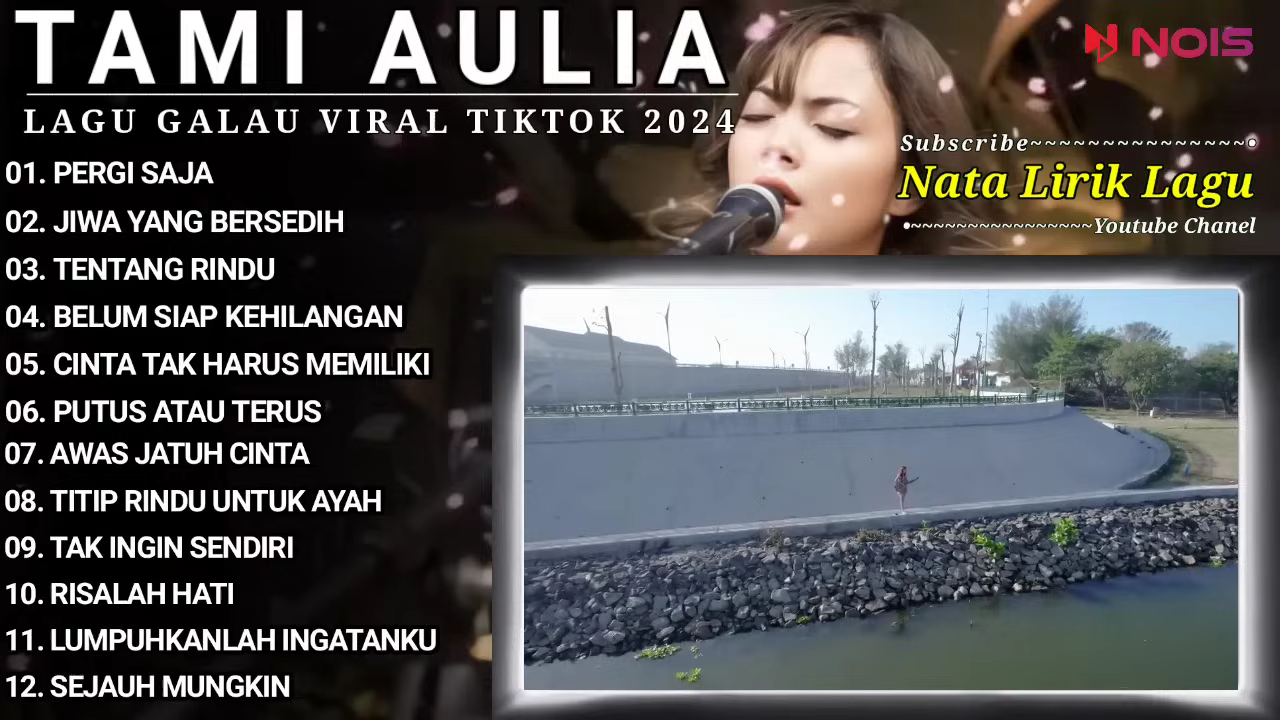 TAMI AULIA
LAGU GALAU VIRAL TIKTOK 2024
NOIS
Subscribe~~~~~~~~~~~~~~~•
Nata Lirik Lagu
•~~~~~~~~~~~~~~~~Youtube Chanel
01. PERGI SAJA
02. JIWA YANG BERSEDIH
03. TENTANG RINDU
04. BELUM SIAP KEHILANGAN
05. CINTA TAK HARUS MEMILIKI
06. PUTUS ATAU TERUS
07. AWAS JATUH CINTA
08. TITIP RINDU UNTUK AYAH
09. TAK INGIN SENDIRI
10. RISALAH HATI
11. LUMPUHKANLAH INGATANKU
12. SEJAUH MUNGKIN